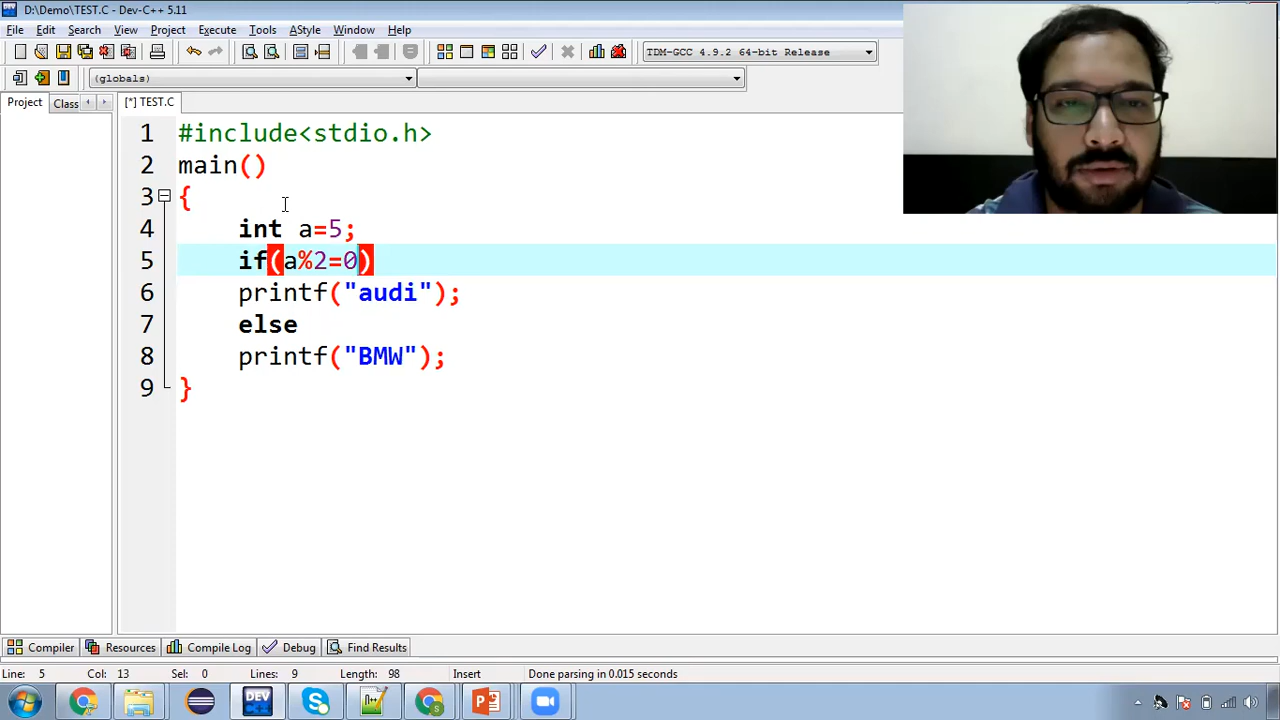 D:\Demo\TEST.C - Dev-C++ 5.11
File Edit Search View Project Execute Tools AStyle Window Help
TDM-GCC 4.9.2 64-bit Release
(globals)
Project Class [*] TEST.C
1 #include<stdio.h>
2 main()
3 {
4 int a=5;
5 if(a%2=0)
6 printf("audi");
7 else
8 printf("BMW");
9 }
Compiler Resources Compile Log Debug Find Results
Line: 5 Col: 13 Sel: 0 Lines: 9 Length: 98 Insert Done parsing in 0.015 seconds